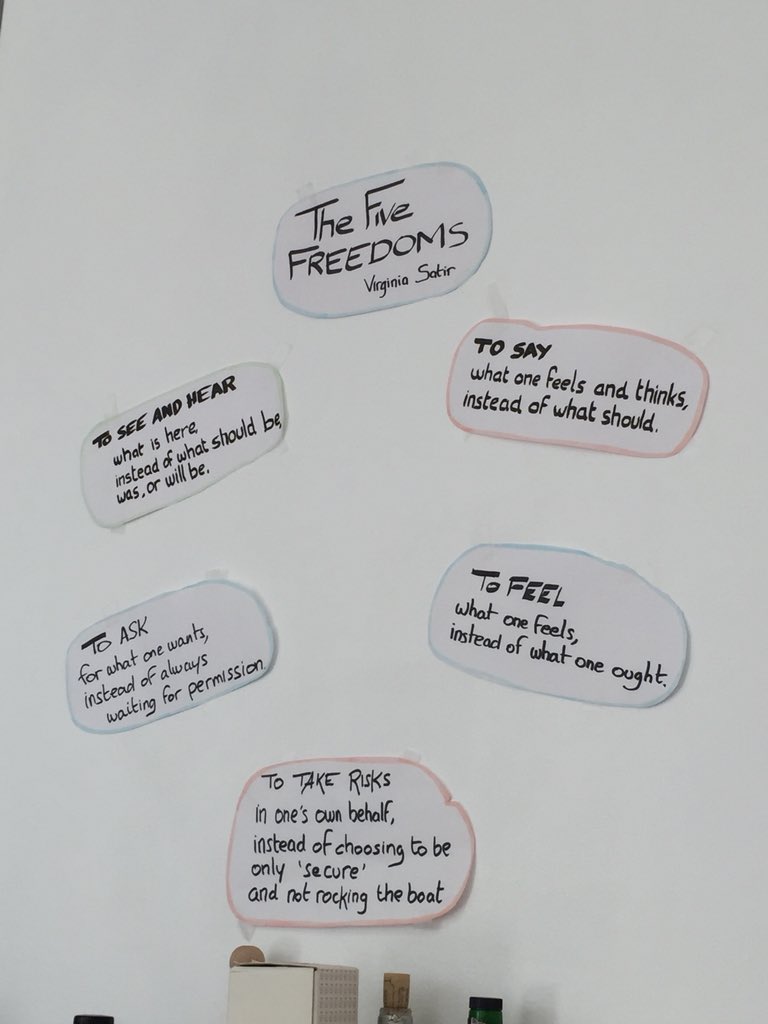 The Five
FREEDOMS
Virginia Satir
TO SEE AND HEAR
what is here,
instead of what should be,
was, or will be.
TO SAY
what one feels and thinks,
instead of what should.
TO FEEL
what one feels,
instead of what one ought.
TO ASK
for what one wants,
instead of always
waiting for permission.
TO TAKE RISKS
in one's own behalf,
instead of choosing to be
only 'secure'
and not rocking the boat